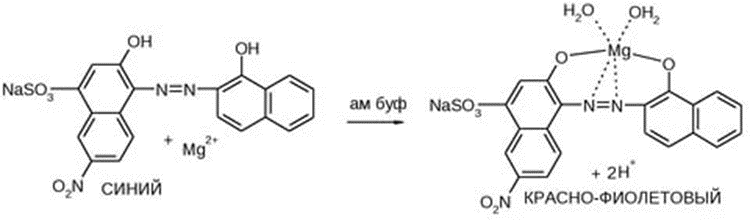 OH
OH
NaSO₃
N=N
+ Mg²⁺
O₂N
СИНИЙ
ам буф
H₂O
OH₂
Mg
O
O
NaSO₃
N=N
+ 2H⁺
O₂N
КРАСНО-ФИОЛЕТОВЫЙ